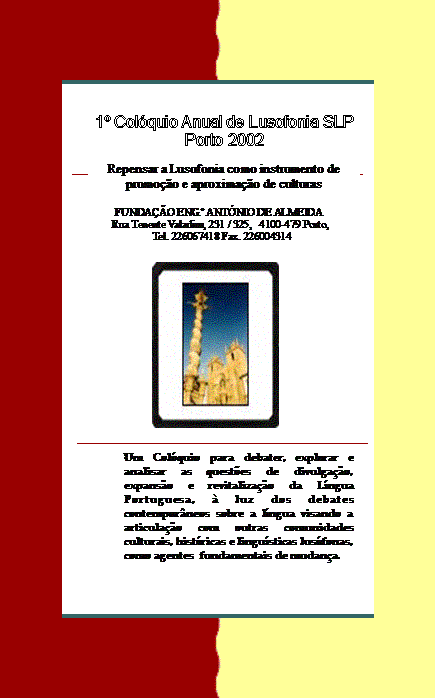 1º Colóquio Anual de Lusofonia SLP
Porto 2002
Repensar a Lusofonia como instrumento de
promoção e aproximação de culturas
FUNDAÇÃO ENG.º ANTÓNIO DE ALMEIDA
Rua Tenente Valadim, 231 / 325, 4100-479 Porto,
Tel. 226067418 Fax. 226004314
Um Colóquio para debater, explorar e
analisar as questões de divulgação,
expansão e revitalização da Língua
Portuguesa, à luz dos debates
contemporâneos sobre a língua visando a
articulação com outras comunidades
culturais, históricas e linguísticas lusófonas,
como agentes fundamentais de mudança.